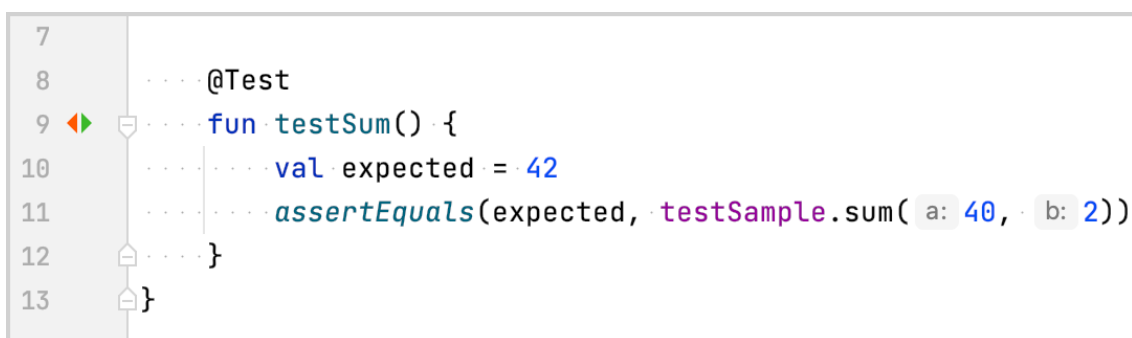 7
8 @Test
9 fun testSum() {
10 val expected = 42
11 assertEquals(expected, testSample.sum( a: 40, b: 2))
12 }
13 }